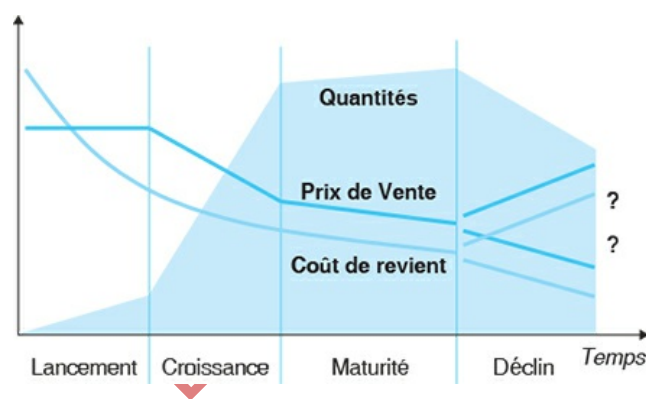 Quantités
Prix de Vente
?
?
Coût de revient
Lancement
Croissance
Maturité
Déclin
Temps